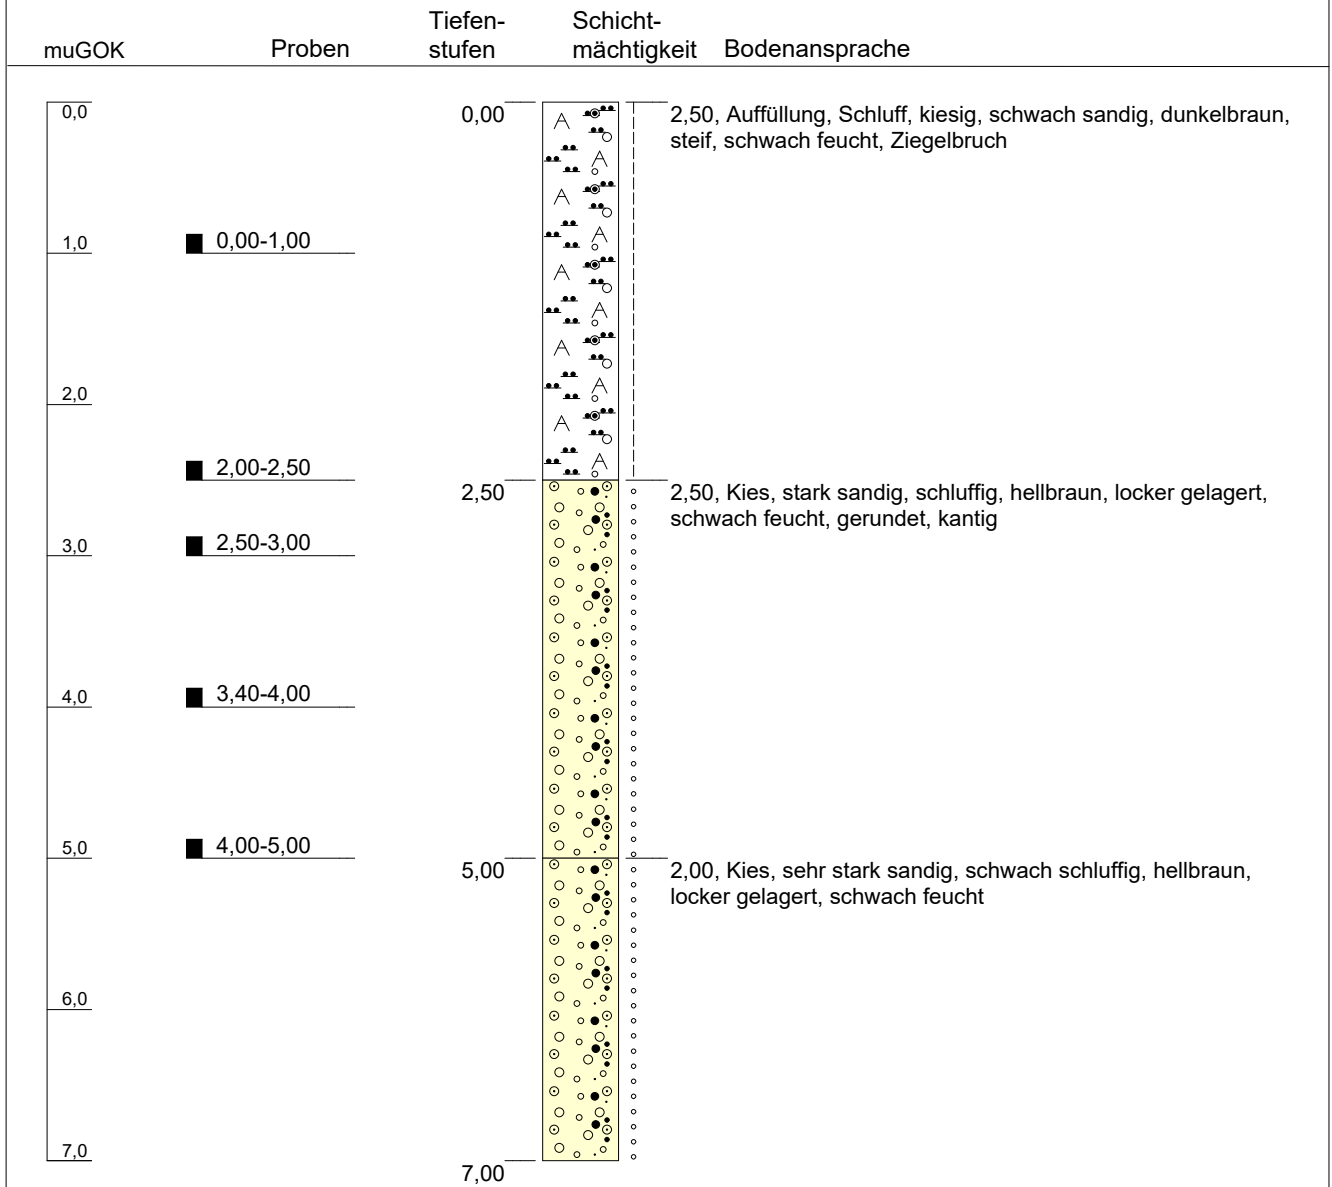 Tiefen- Schicht-
muGOK Proben stufen mächtigkeit Bodenansprache
0,0 0,00 2,50, Auffüllung, Schluff, kiesig, schwach sandig, dunkelbraun,
steif, schwach feucht, Ziegelbruch
1,0 0,00-1,00
2,0
2,00-2,50
2,50 2,50, Kies, stark sandig, schluffig, hellbraun, locker gelagert,
schwach feucht, gerundet, kantig
3,0 2,50-3,00
4,0 3,40-4,00
5,0 4,00-5,00
5,00 2,00, Kies, sehr stark sandig, schwach schluffig, hellbraun,
locker gelagert, schwach feucht
6,0
7,0
7,00